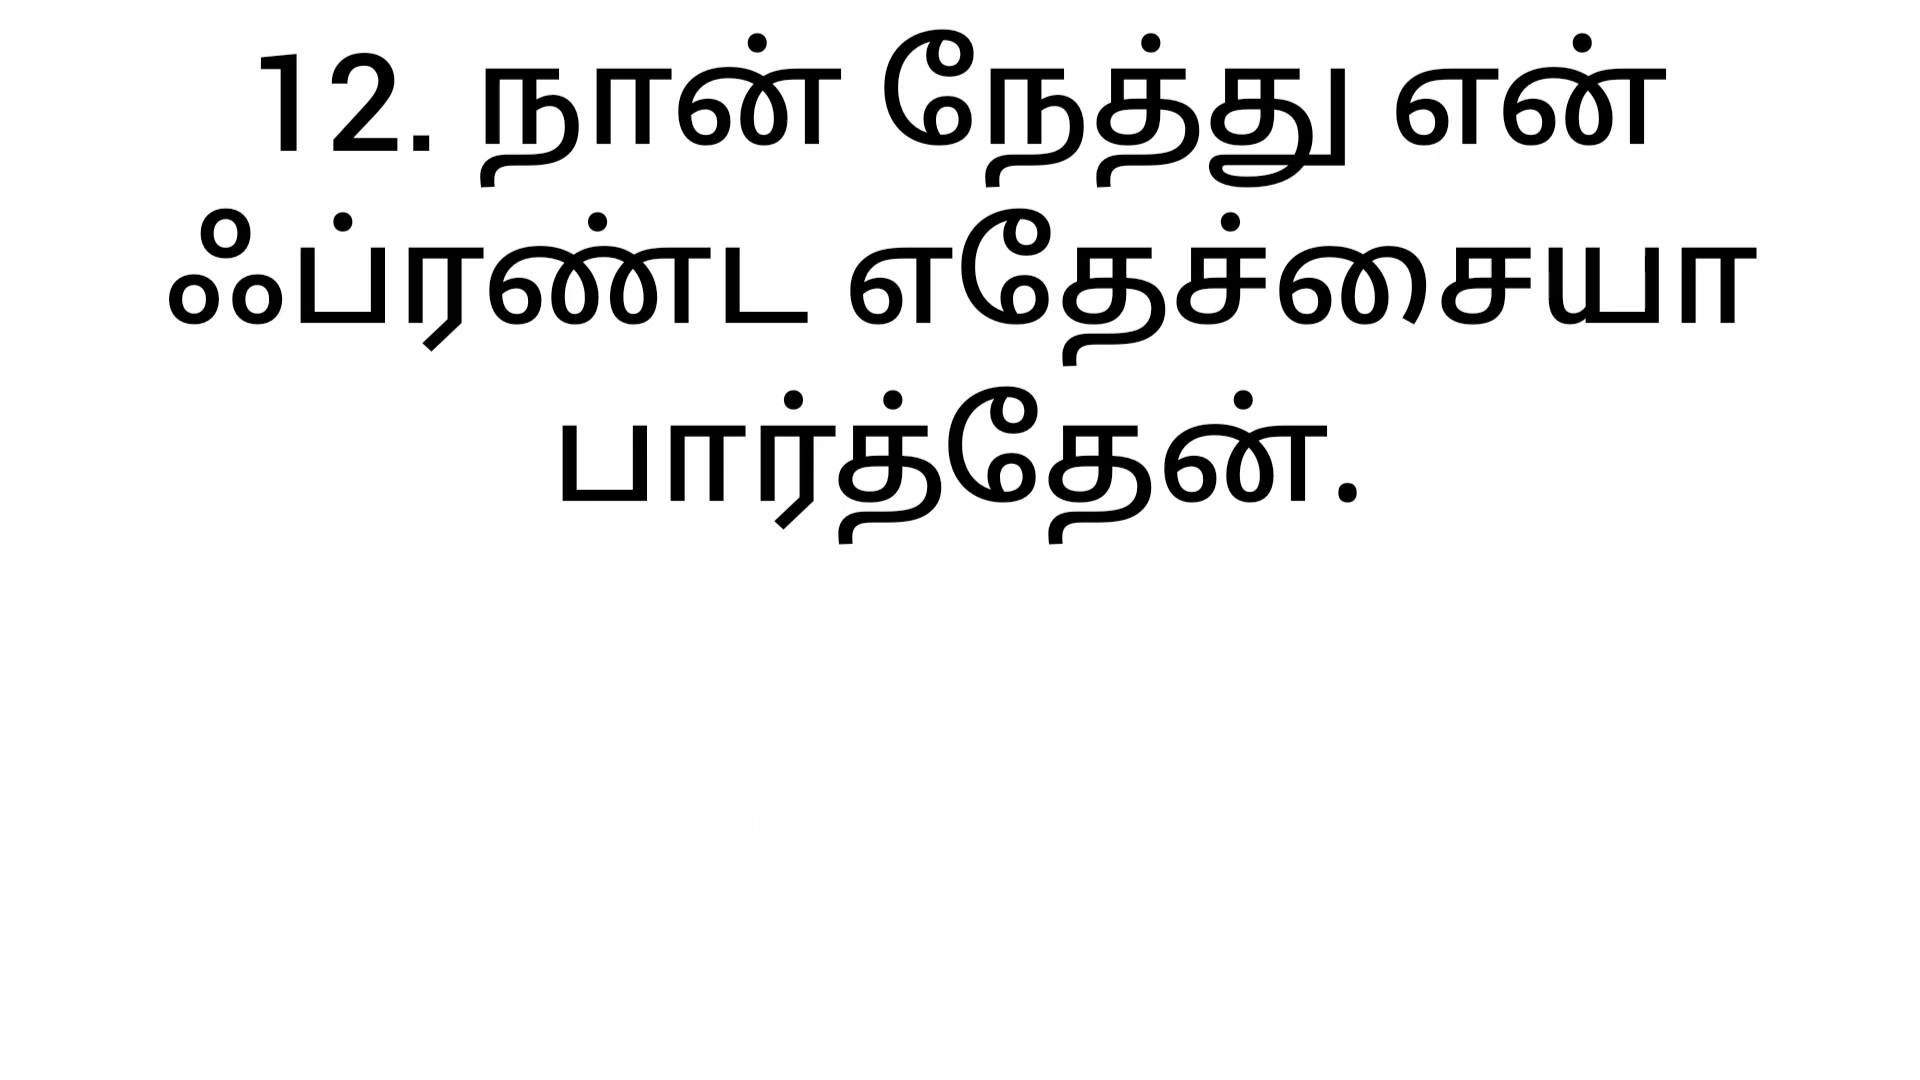 12. நான் நேத்து என்
ஃப்ரண்ட எதேச்சையா
பார்த்தேன்.